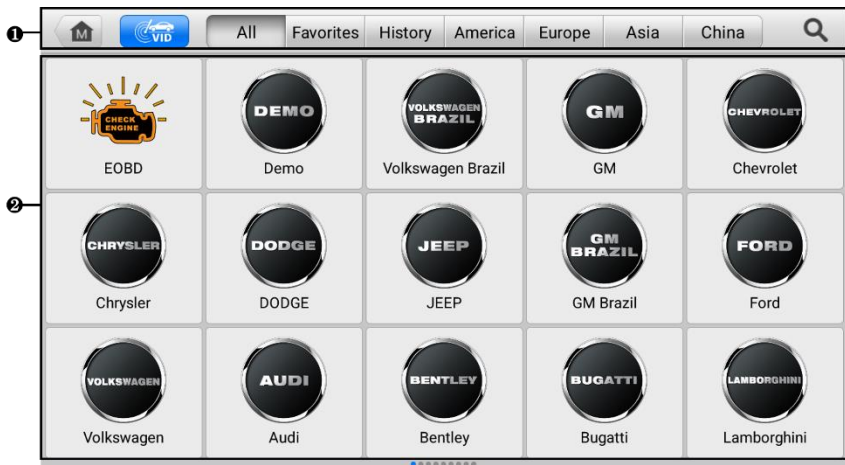 ❶
M
VID
All Favorites History America Europe Asia China
❷
CHECK
ENGINE
EOBD
DEMO
Demo
VOLKSWAGEN
BRAZIL
Volkswagen Brazil
GM
GM
CHEVROLET
Chevrolet
CHRYSLER
Chrysler
DODGE
DODGE
JEEP
JEEP
GM
BRAZIL
GM Brazil
FORD
Ford
VOLKSWAGEN
Volkswagen
AUDI
Audi
BENTLEY
Bentley
BUGATTI
Bugatti
LAMBORGHINI
Lamborghini